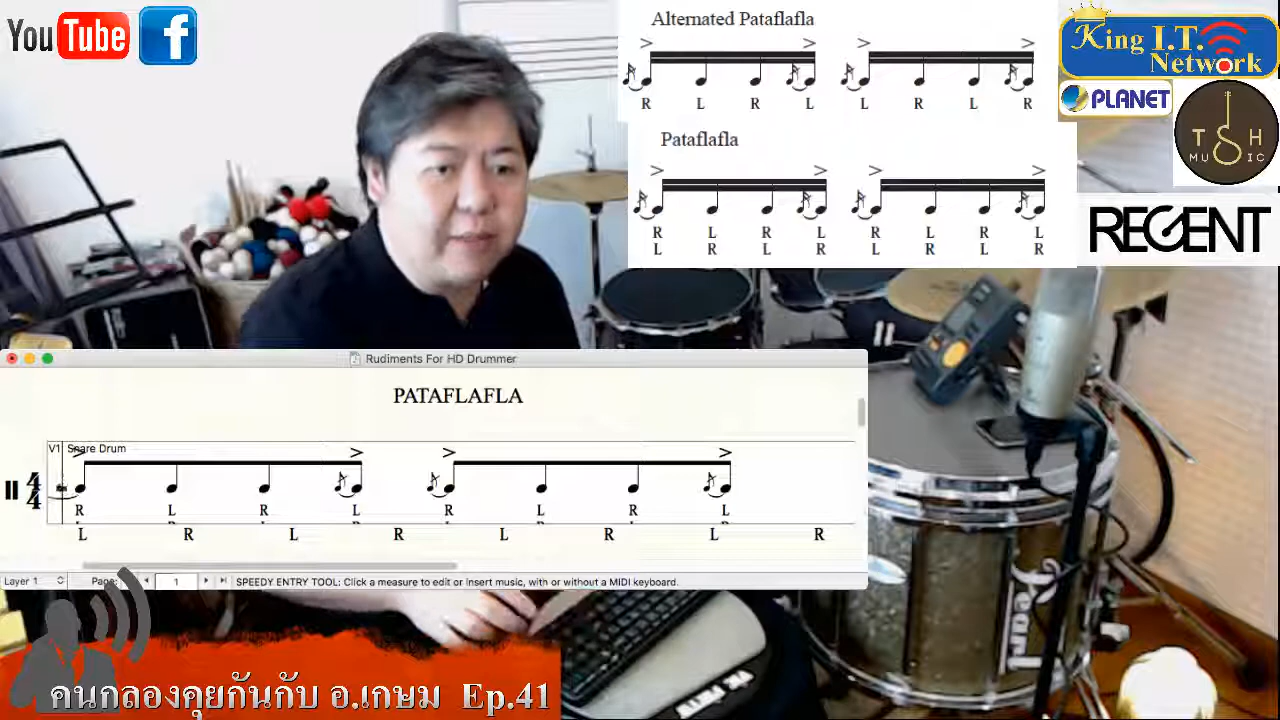 YouTube f
Alternated Pataflafla
> > > >
R L R L L R L R
Pataflafla
> > > >
R L R L R L R L
L R L R L R L R
King I.T.
Network
PLANET
T S H
MUSIC
REGENT
Rudiments For HD Drummer
PATAFLAFLA
V1 Snare Drum
> > > >
4
4
R L R L R L R L
L R L R L R L R
Layer 1 Page: 1 SPEEDY ENTRY TOOL: Click a measure to edit or insert music, with or without a MIDI keyboard.
Pearl
คนกลองคุยกันกับ อ.เกษม Ep.41